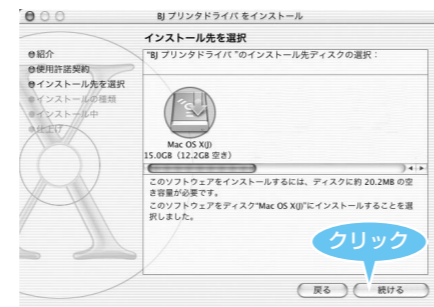 BJ プリンタドライバ をインストール
インストール先を選択
紹介
使用許諾契約
インストール先を選択
インストールの種類
インストール中
仕上げ
"BJ プリンタドライバ "のインストール先ディスクの選択：
Mac OS X(J)
15.0GB（12.2GB 空き）
このソフトウェアをインストールするには、ディスクに約 20.2MB の空
き容量が必要です。
このソフトウェアをディスク"Mac OS X(J)"にインストールすることを選
択しました。
クリック
戻る
続ける